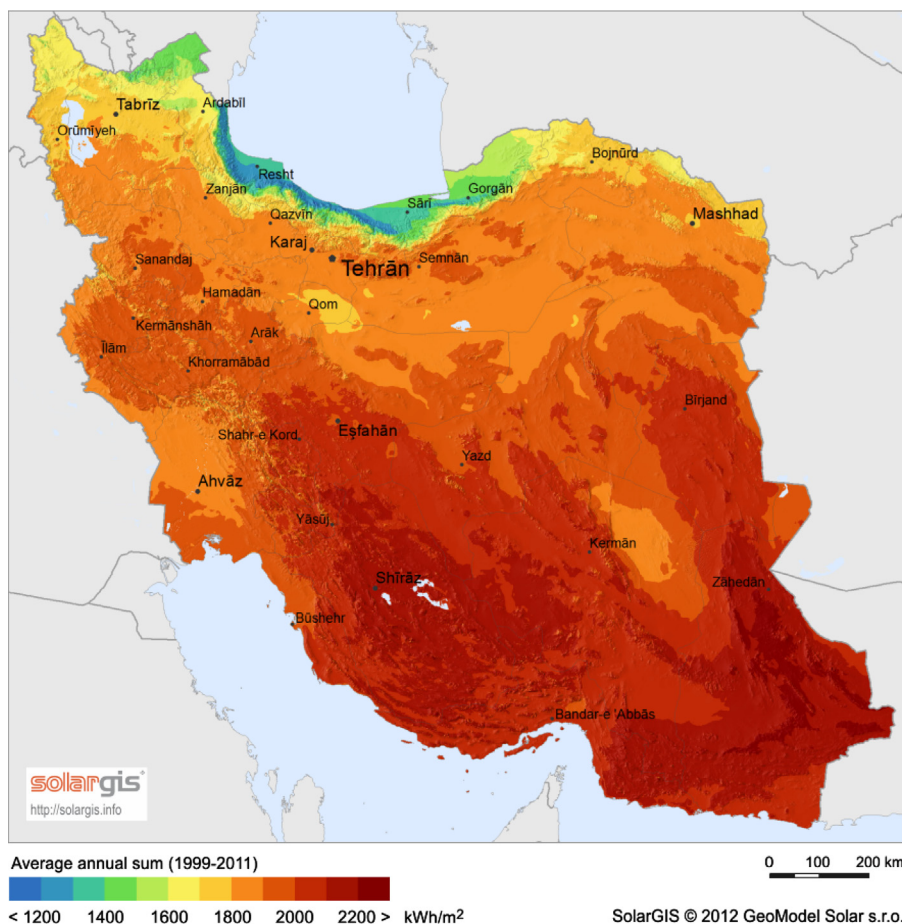 Tabrīz
Ardabīl
Orūmīyeh
Resht
Bojnūrd
Zanjān
Gorgān
Sārī
Qazvīn
Mashhad
Karaj
Tehrān
Semnān
Sanandaj
Hamadān
Qom
Kermānshāh
Arāk
Īlām
Khorramābād
Bīrjand
Eşfahān
Shahr-e Kord
Yazd
Ahvāz
Yāsūj
Kermān
Shīrāz
Zāhedān
Būshehr
Bandar-e 'Abbās
solargis
http://solargis.info
Average annual sum (1999-2011)
0 100 200 km
< 1200 1400 1600 1800 2000 2200 > kWh/m²
SolarGIS © 2012 GeoModel Solar s.r.o.